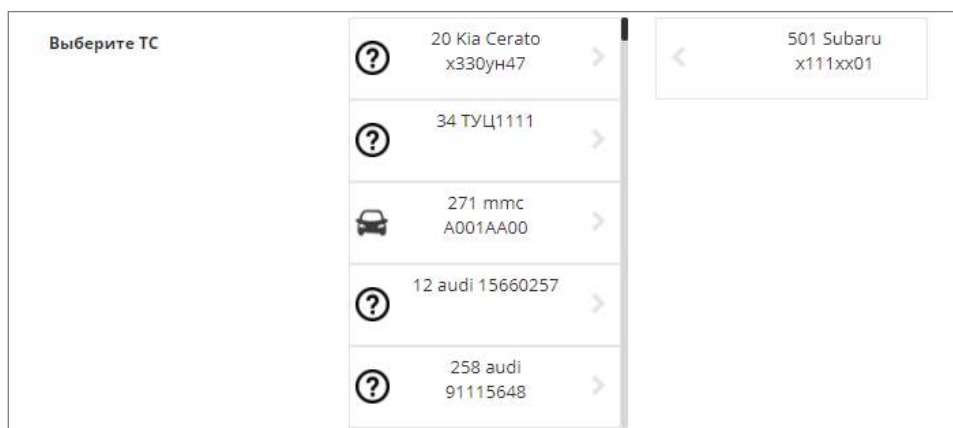 Выберите ТС
20 Kia Cerato
х330ун47
34 ТУЦ1111
271 mmc
А001АА00
12 audi 15660257
258 audi
91115648
501 Subaru
х111хх01